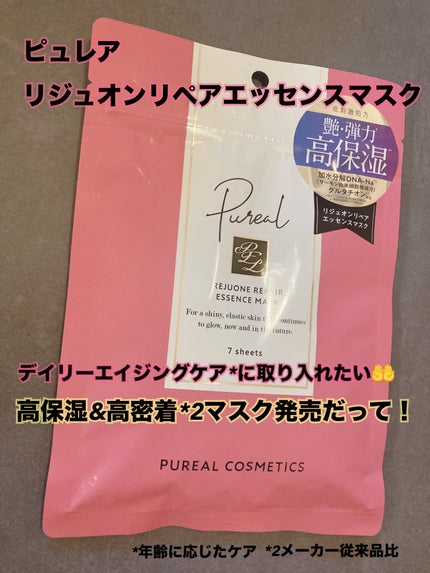 ピュレア
リジュオンリペアエッセンスマスク
低刺激処方
艶・弾力
高保湿
加水分解DNA-Na
グルタチオン
リジュオンリペア
エッセンスマスク
Pureal
PEL
REJUONE REPAIR
ESSENCE MASK
For a shiny, elastic skin continues
to glow, now and in the future.
7 sheets
デイリーエイジングケア*に取り入れたい🤲
高保湿&高密着*2マスク発売だって！
PUREAL COSMETICS
*年齢に応じたケア *2メーカー従来品比